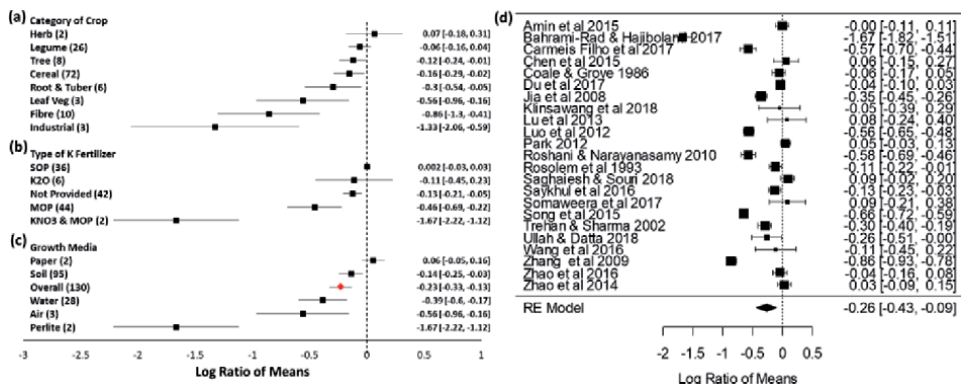 (a)
Category of Crop
Herb (2) 0.07 (-0.18, 0.31)
Legume (26) -0.06 (-0.16, 0.04)
Tree (8) -0.12 (-0.24, -0.01)
Cereal (72) -0.16 (-0.29, -0.02)
Root & Tuber (6) -0.3 (-0.54, -0.05)
Leaf Veg (3) -0.56 (-0.96, -0.16)
Fibre (10) -0.86 (-1.3, -0.41)
Industrial (3) -1.33 (-2.06, -0.59)
(b)
Type of K Fertilizer
SOP (36) 0.002 (-0.03, 0.03)
K2O (6) -0.11 (-0.45, 0.23)
Not Provided (42) -0.13 (-0.21, -0.05)
MOP (44) -0.46 (-0.69, -0.22)
KNO3 & MOP (2) -1.67 (-2.22, -1.12)
(c)
Growth Media
Paper (2) 0.06 (-0.05, 0.16)
Soil (95) -0.14 (-0.25, -0.03)
Overall (130) -0.23 (-0.33, -0.13)
Water (28) -0.39 (-0.6, -0.17)
Air (3) -0.56 (-0.96, -0.16)
Perlite (2) -1.67 (-2.22, -1.12)
-3 -2.5 -2 -1.5 -1 -0.5 0 0.5 1
Log Ratio of Means
(d)
Amin et al 2015 -0.00 [-0.11, 0.11]
Bahrami-Rad & Hajiboland 2017 -1.67 [-1.82, -1.51]
Carmeis Filho et al 2017 -0.57 [-0.70, -0.44]
Chen et al 2015 0.06 [-0.15, 0.27]
Coale & Grove 1986 -0.06 [-0.17, 0.05]
Du et al 2017 -0.04 [-0.10, 0.03]
Jia et al 2008 -0.35 [-0.45, -0.26]
Klinsawang et al 2018 -0.05 [-0.39, 0.29]
Lu et al 2013 0.08 [-0.24, 0.40]
Luo et al 2012 -0.56 [-0.65, -0.48]
Park 2012 0.05 [-0.03, 0.13]
Roshani & Narayanasamy 2010 -0.58 [-0.69, -0.46]
Rosolem et al 1993 -0.11 [-0.22, -0.01]
Saghaiesh & Souri 2018 0.09 [-0.02, 0.20]
Saykhul et al 2016 -0.13 [-0.23, -0.03]
Somaweera et al 2017 0.09 [-0.21, 0.38]
Song et al 2015 -0.66 [-0.72, -0.59]
Trehan & Sharma 2002 -0.30 [-0.40, -0.19]
Ullah & Datta 2018 -0.26 [-0.51, -0.00]
Wang et al 2016 -0.11 [-0.45, 0.22]
Zhang et al 2009 -0.86 [-0.93, -0.78]
Zhao et al 2016 -0.04 [-0.16, 0.08]
Zhao et al 2014 0.03 [-0.09, 0.15]
RE Model -0.26 [-0.43, -0.09]
-2 -1.5 -1 -0.5 0 0.5
Log Ratio of Means